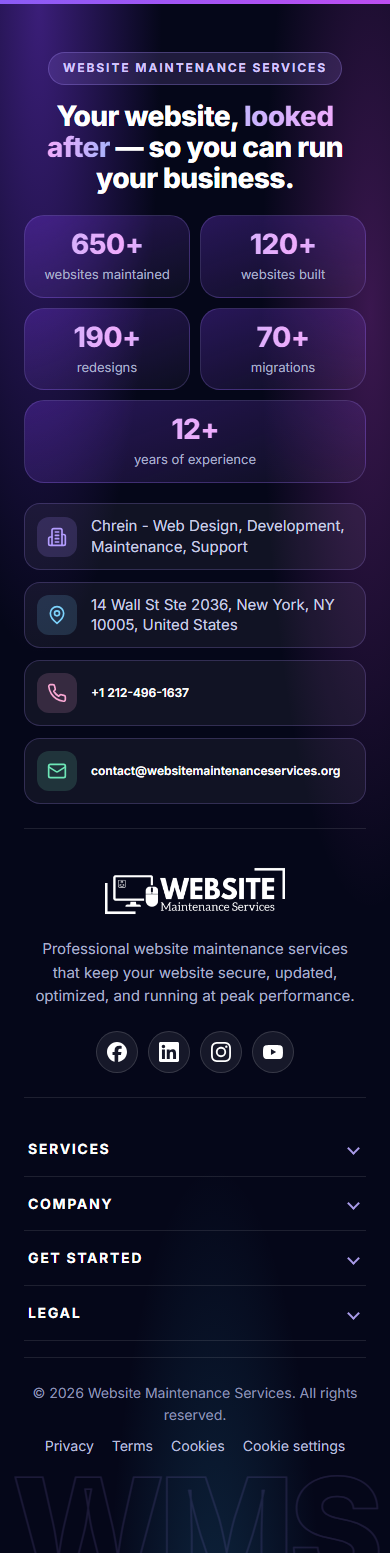 WEBSITE MAINTENANCE SERVICES
Your website, looked
after — so you can run
your business.
650+
websites maintained
120+
websites built
190+
redesigns
70+
migrations
12+
years of experience
Chrein - Web Design, Development,
Maintenance, Support
14 Wall St Ste 2036, New York, NY
10005, United States
+1 212-496-1637
contact@websitemaintenanceservices.org
WEBSITE
Maintenance Services
Professional website maintenance services
that keep your website secure, updated,
optimized, and running at peak performance.
SERVICES
COMPANY
GET STARTED
LEGAL
© 2026 Website Maintenance Services. All rights
reserved.
Privacy Terms Cookies Cookie settings
WMS